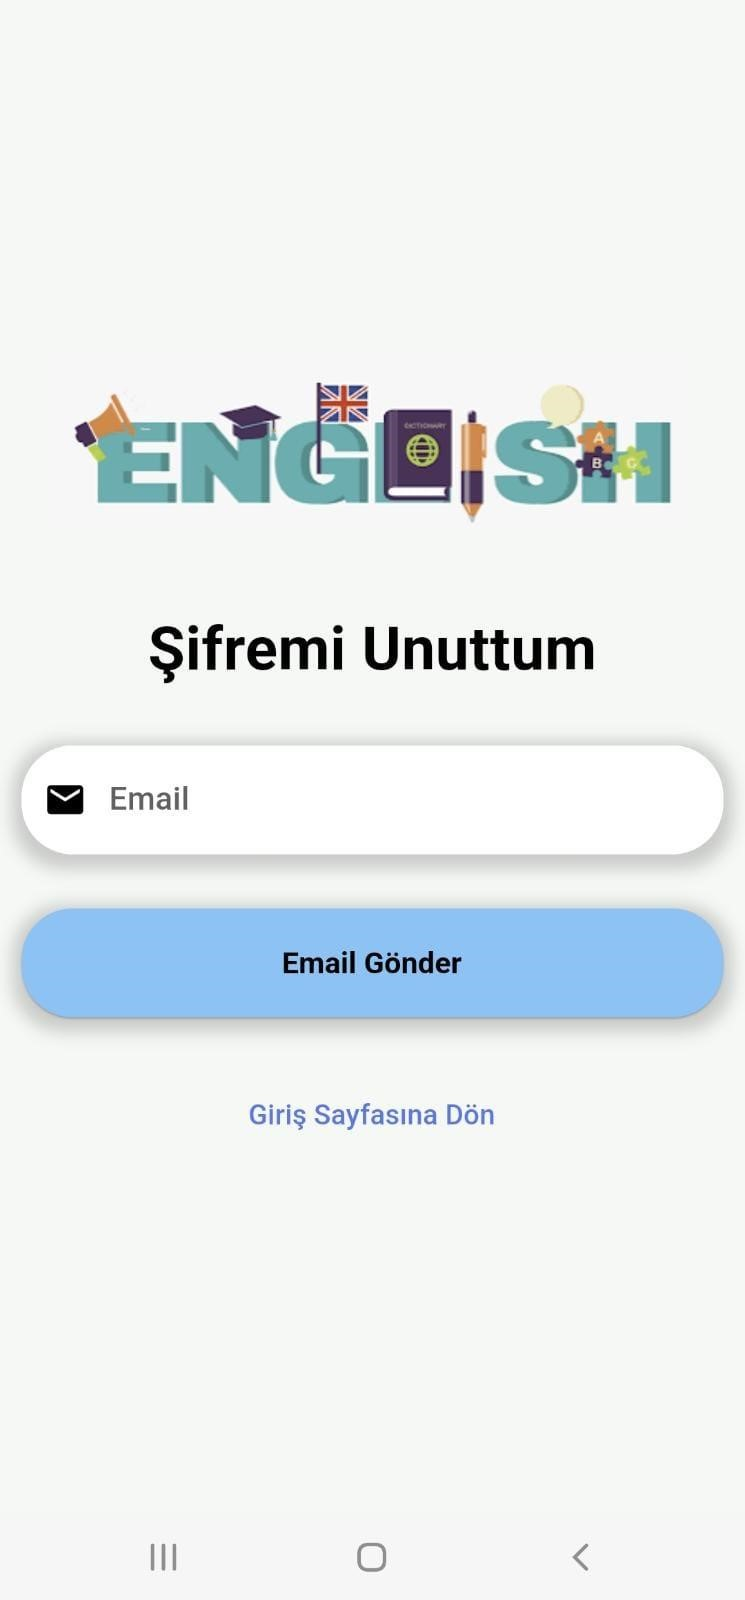 ENGLISH
DICTIONARY
A
B C
Şifremi Unuttum
Email
Email Gönder
Giriş Sayfasına Dön